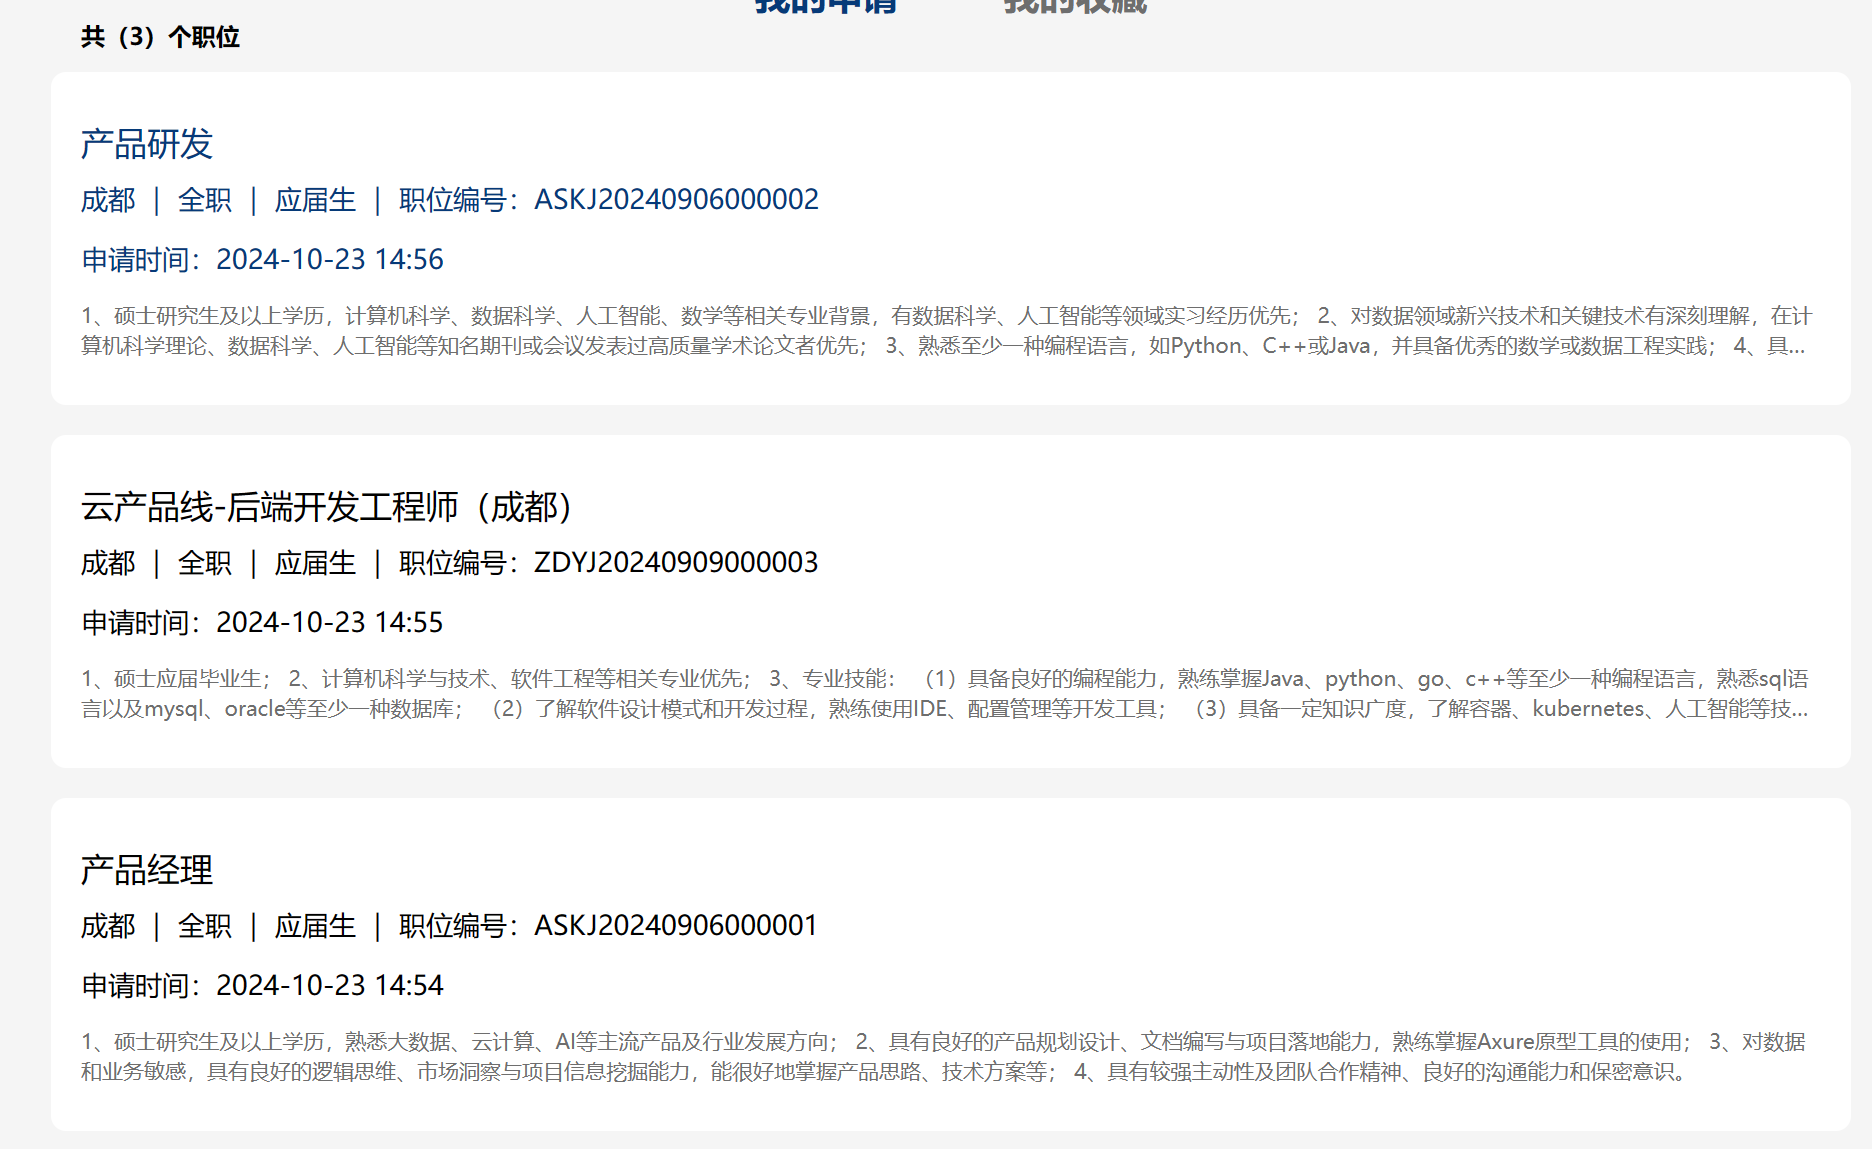 我的申请 我的收藏
共（3）个职位
产品研发
成都 | 全职 | 应届生 | 职位编号：ASKJ20240906000002
申请时间：2024-10-23 14:56
1、硕士研究生及以上学历，计算机科学、数据科学、人工智能、数学等相关专业背景，有数据科学、人工智能等领域实习经历优先； 2、对数据领域新兴技术和关键技术有深刻理解，在计
算机科学理论、数据科学、人工智能等知名期刊或会议发表过高质量学术论文者优先； 3、熟悉至少一种编程语言，如Python、C++或Java，并具备优秀的数学或数据工程实践； 4、具...
云产品线-后端开发工程师（成都）
成都 | 全职 | 应届生 | 职位编号：ZDYJ20240909000003
申请时间：2024-10-23 14:55
1、硕士应届毕业生； 2、计算机科学与技术、软件工程等相关专业优先； 3、专业技能： （1）具备良好的编程能力，熟练掌握Java、python、go、c++等至少一种编程语言，熟悉sql语
言以及mysql、oracle等至少一种数据库； （2）了解软件设计模式和开发过程，熟练使用IDE、配置管理等开发工具； （3）具备一定知识广度，了解容器、kubernetes、人工智能等技...
产品经理
成都 | 全职 | 应届生 | 职位编号：ASKJ20240906000001
申请时间：2024-10-23 14:54
1、硕士研究生及以上学历，熟悉大数据、云计算、AI等主流产品及行业发展方向； 2、具有良好的产品规划设计、文档编写与项目落地能力，熟练掌握Axure原型工具的使用； 3、对数据
和业务敏感，具有良好的逻辑思维、市场洞察与项目信息挖掘能力，能很好地掌握产品思路、技术方案等； 4、具有较强主动性及团队合作精神、良好的沟通能力和保密意识。